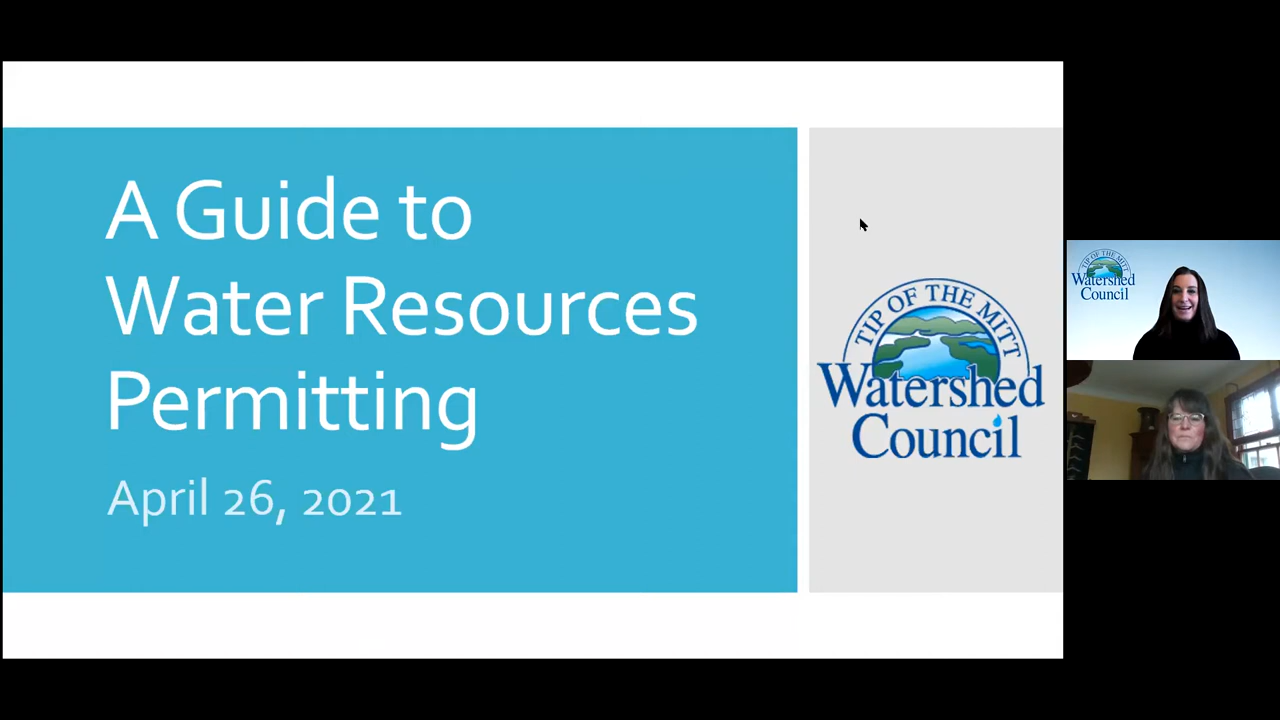 A Guide to
Water Resources
Permitting
April 26, 2021
TIP OF THE MITT
Watershed
Council
TIP OF THE MITT
Watershed
Council